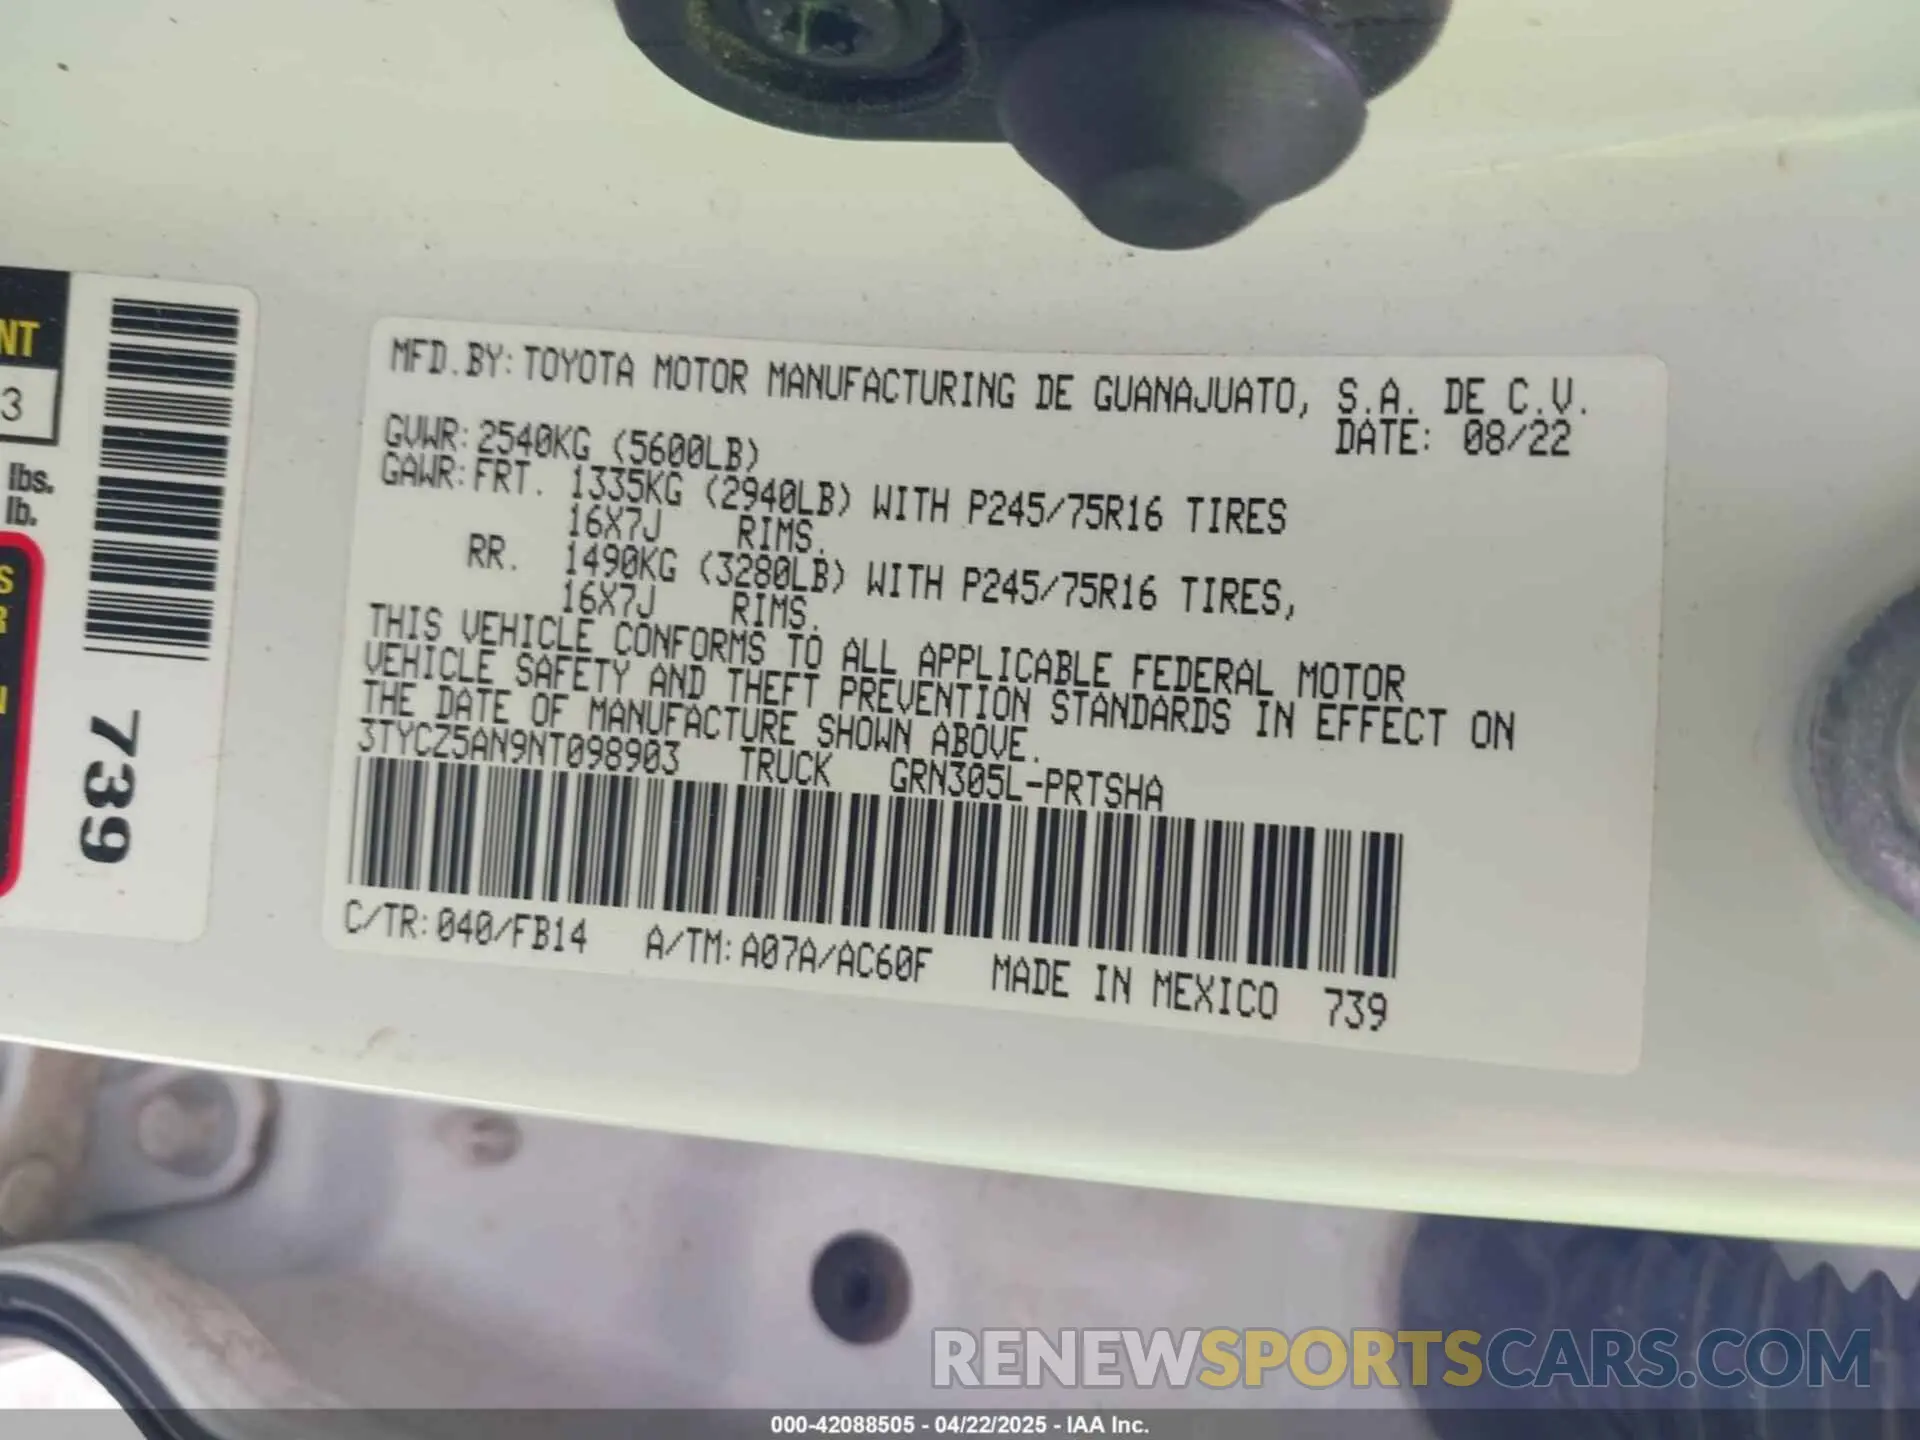 NT
3
lbs.
lb.
S
R
N
739
MFD.BY: TOYOTA MOTOR MANUFACTURING DE GUANAJUATO, S.A. DE C.V.
DATE: 08/22
GVWR: 2540KG (5600LB)
GAWR: FRT. 1335KG (2940LB) WITH P245/75R16 TIRES
16X7J RIMS.
RR. 1490KG (3280LB) WITH P245/75R16 TIRES,
16X7J RIMS.
THIS VEHICLE CONFORMS TO ALL APPLICABLE FEDERAL MOTOR
VEHICLE SAFETY AND THEFT PREVENTION STANDARDS IN EFFECT ON
THE DATE OF MANUFACTURE SHOWN ABOVE.
3TYCZ5AN9NT098903 TRUCK GRN305L-PRTSHA
C/TR: 040/FB14 A/TM: A07A/AC60F MADE IN MEXICO 739
RENEWSPORTSCARS.COM
000-42088505 - 04/22/2025 - IAA Inc.